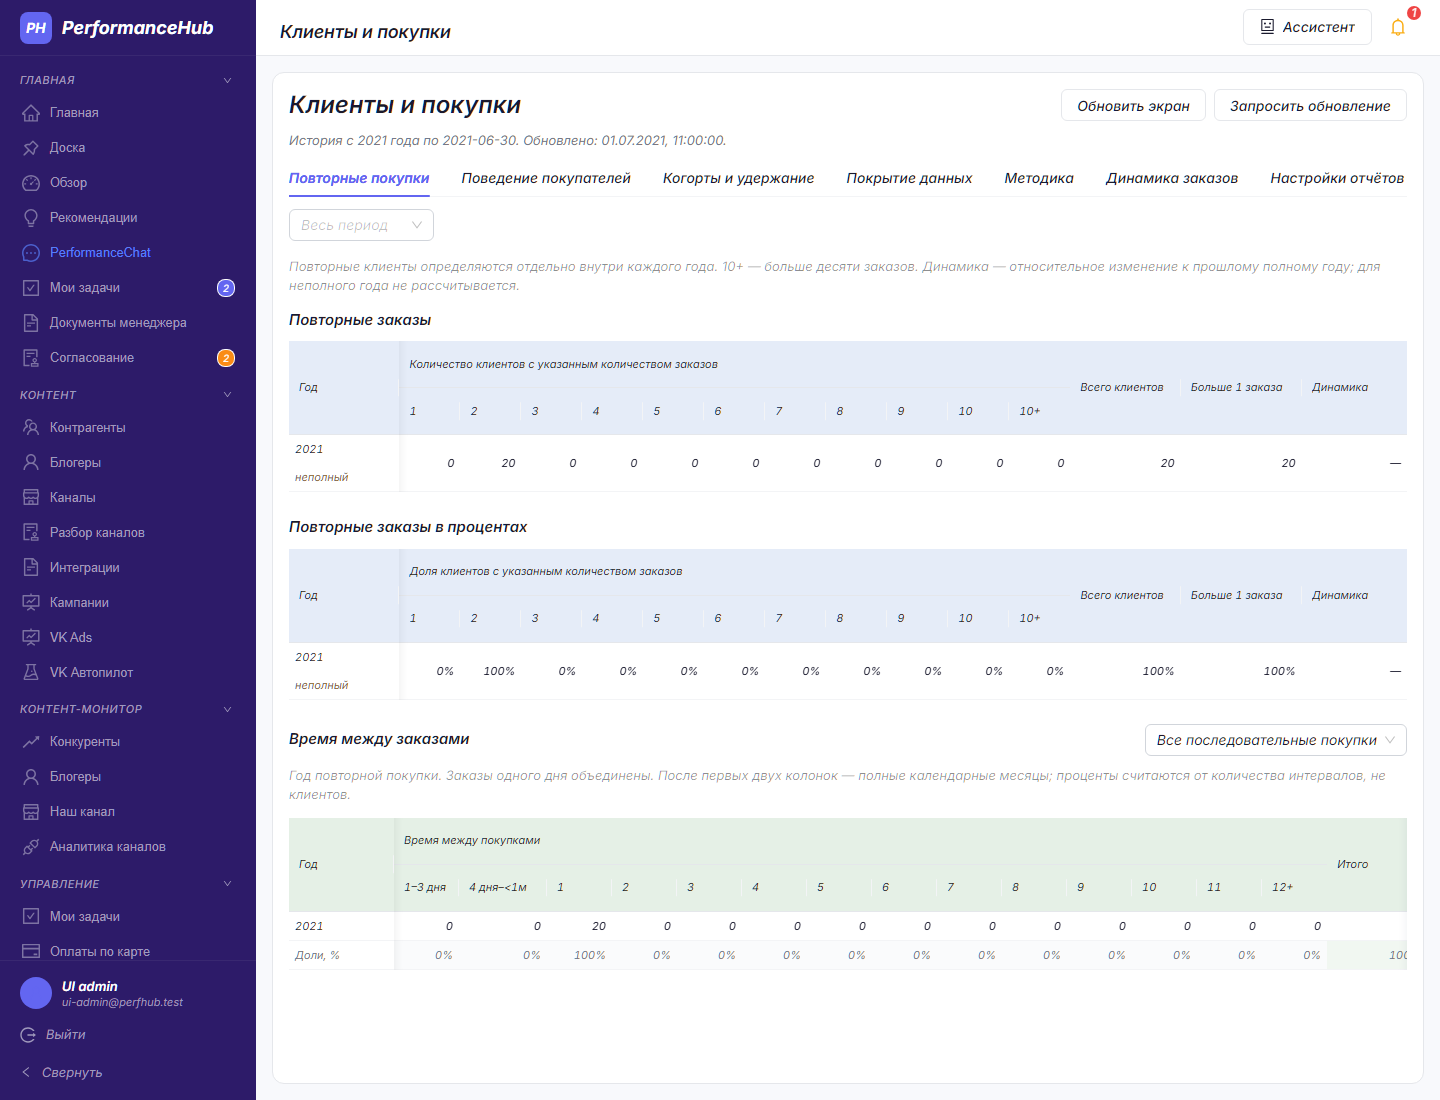 PH PerformanceHub
ГЛАВНАЯ
Главная
Доска
Обзор
Рекомендации
PerformanceChat
Мои задачи 2
Документы менеджера
Согласование 2
КОНТЕНТ
Контрагенты
Блогеры
Каналы
Разбор каналов
Интеграции
Кампании
VK Ads
VK Автопилот
КОНТЕНТ-МОНИТОР
Конкуренты
Блогеры
Наш канал
Аналитика каналов
УПРАВЛЕНИЕ
Мои задачи
Оплаты по карте
UI admin
ui-admin@perfhub.test
Выйти
Свернуть
Клиенты и покупки
Ассистент
1
Клиенты и покупки
Обновить экран
Запросить обновление
История с 2021 года по 2021-06-30. Обновлено: 01.07.2021, 11:00:00.
Повторные покупки Поведение покупателей Когорты и удержание Покрытие данных Методика Динамика заказов Настройки отчётов
Весь период
Повторные клиенты определяются отдельно внутри каждого года. 10+ — больше десяти заказов. Динамика — относительное изменение к прошлому полному году; для
неполного года не рассчитывается.
Повторные заказы
Количество клиентов с указанным количеством заказов
Год Всего клиентов Больше 1 заказа Динамика
1 2 3 4 5 6 7 8 9 10 10+
2021
0 20 0 0 0 0 0 0 0 0 0 20 20 —
неполный
Повторные заказы в процентах
Доля клиентов с указанным количеством заказов
Год Всего клиентов Больше 1 заказа Динамика
1 2 3 4 5 6 7 8 9 10 10+
2021
0% 100% 0% 0% 0% 0% 0% 0% 0% 0% 0% 100% 100% —
неполный
Время между заказами
Все последовательные покупки
Год повторной покупки. Заказы одного дня объединены. После первых двух колонок — полные календарные месяцы; проценты считаются от количества интервалов, не
клиентов.
Время между покупками
Год Итого
1–3 дня 4 дня–<1м 1 2 3 4 5 6 7 8 9 10 11 12+
2021 0 0 20 0 0 0 0 0 0 0 0 0 0 0
Доли, % 0% 0% 100% 0% 0% 0% 0% 0% 0% 0% 0% 0% 0% 0% 100